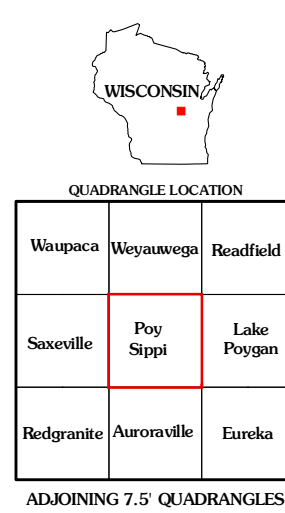 WISCONSIN
QUADRANGLE LOCATION
Waupaca Weyauwega Readfield
Saxeville Poy Sippi Lake Poygan
Redgranite Auroraville Eureka
ADJOINING 7.5' QUADRANGLES